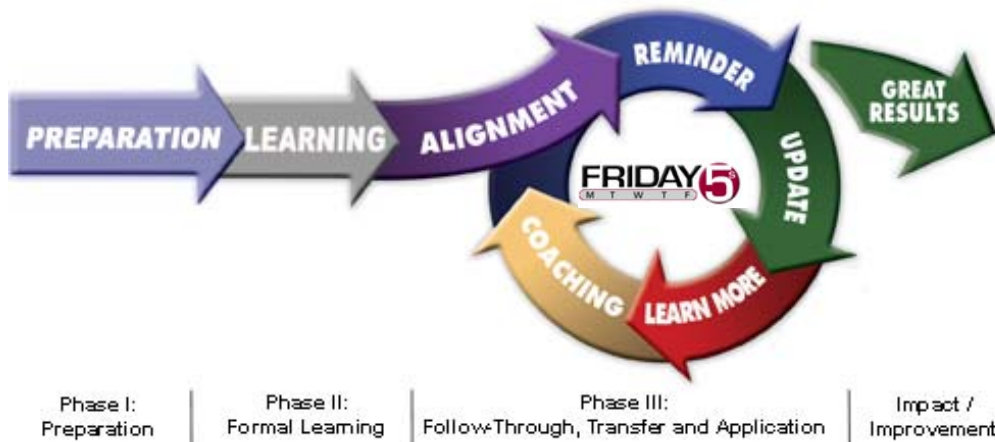 PREPARATION
LEARNING
ALIGNMENT
REMINDER
UPDATE
LEARN MORE
COACHING
FRIDAY5s
M T W T F
GREAT
RESULTS
Phase I:
Preparation
Phase II:
Formal Learning
Phase III:
Follow-Through, Transfer and Application
Impact /
Improvement